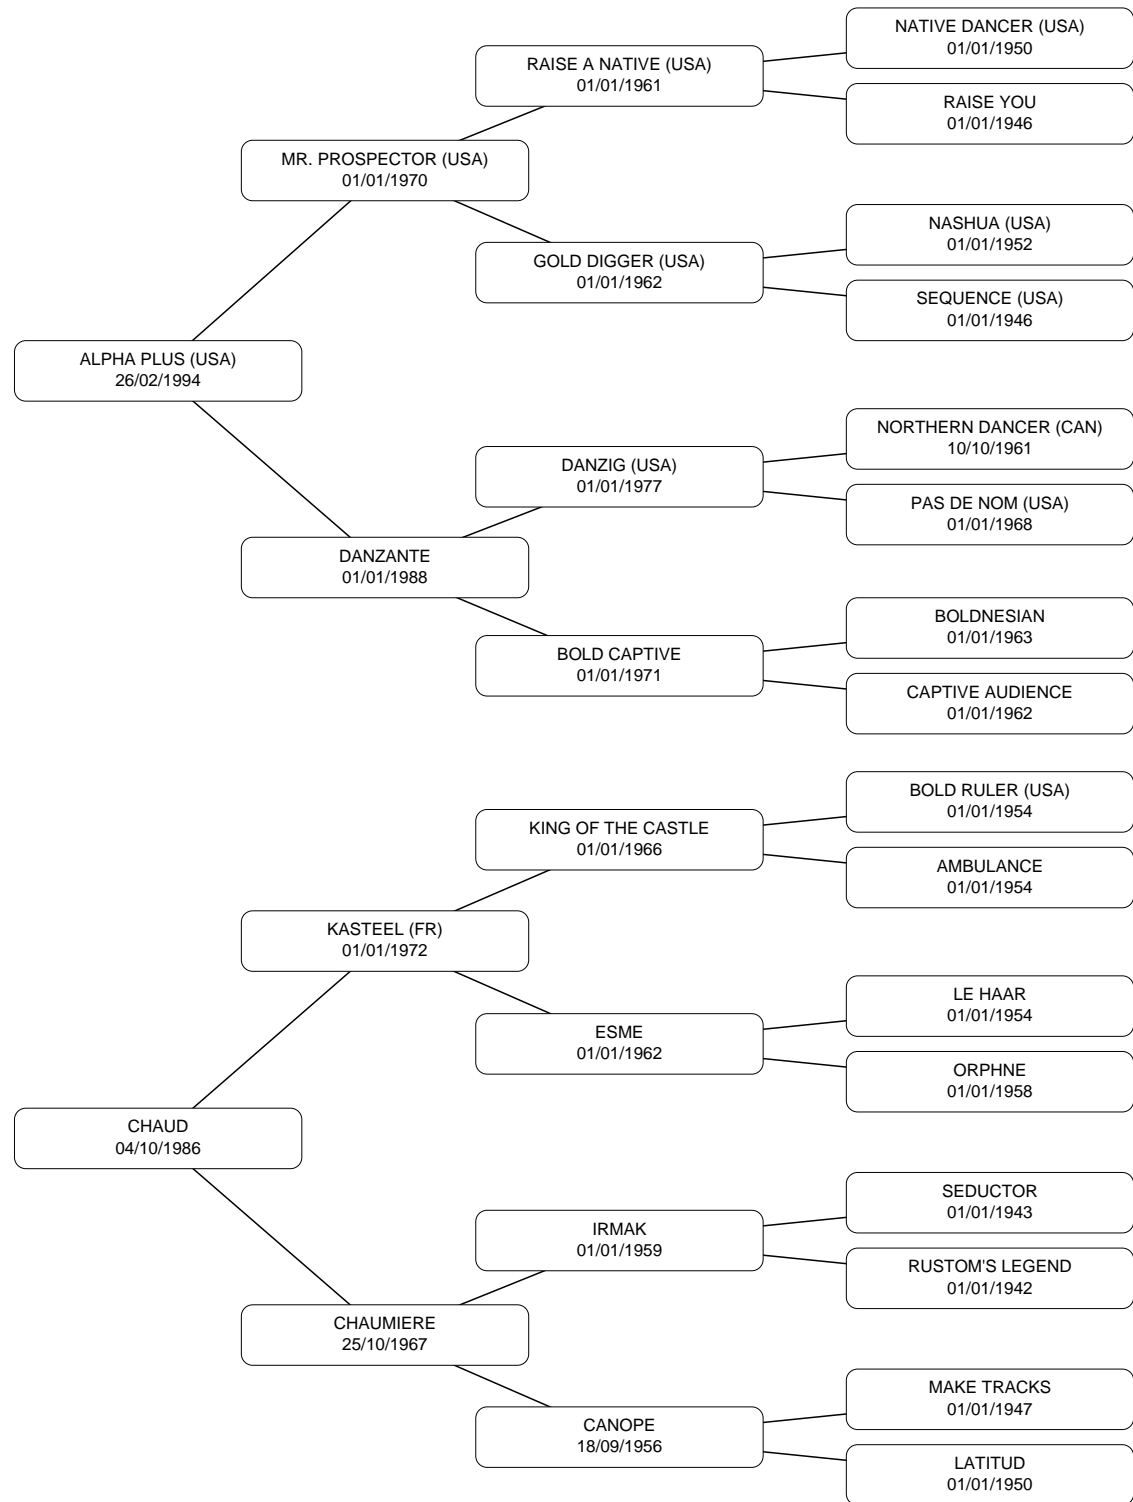 NATIVE DANCER (USA)
01/01/1950
RAISE A NATIVE (USA)
01/01/1961
RAISE YOU
01/01/1946
MR. PROSPECTOR (USA)
01/01/1970
NASHUA (USA)
01/01/1952
GOLD DIGGER (USA)
01/01/1962
SEQUENCE (USA)
01/01/1946
ALPHA PLUS (USA)
26/02/1994
NORTHERN DANCER (CAN)
10/10/1961
DANZIG (USA)
01/01/1977
PAS DE NOM (USA)
01/01/1968
DANZANTE
01/01/1988
BOLDNESIAN
01/01/1963
BOLD CAPTIVE
01/01/1971
CAPTIVE AUDIENCE
01/01/1962
BOLD RULER (USA)
01/01/1954
KING OF THE CASTLE
01/01/1966
AMBULANCE
01/01/1954
KASTEEL (FR)
01/01/1972
LE HAAR
01/01/1954
ESME
01/01/1962
ORPHNE
01/01/1958
CHAUD
04/10/1986
SEDUCTOR
01/01/1943
IRMAK
01/01/1959
RUSTOM'S LEGEND
01/01/1942
CHAUMIERE
25/10/1967
MAKE TRACKS
01/01/1947
CANOPE
18/09/1956
LATITUD
01/01/1950